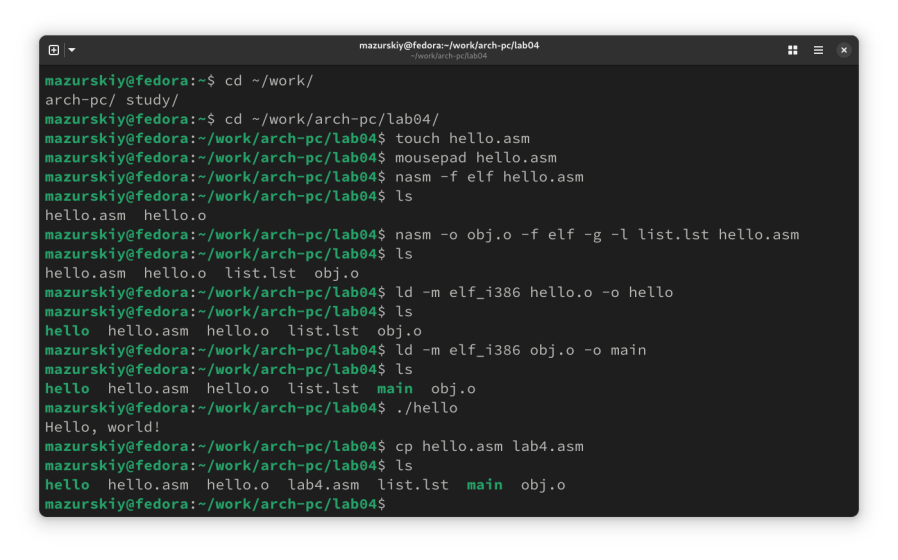 mazurskiy@fedora:~/work/arch-pc/lab04
~/work/arch-pc/lab04
mazurskiy@fedora:~$ cd ~/work/
arch-pc/ study/
mazurskiy@fedora:~$ cd ~/work/arch-pc/lab04/
mazurskiy@fedora:~/work/arch-pc/lab04$ touch hello.asm
mazurskiy@fedora:~/work/arch-pc/lab04$ mousepad hello.asm
mazurskiy@fedora:~/work/arch-pc/lab04$ nasm -f elf hello.asm
mazurskiy@fedora:~/work/arch-pc/lab04$ ls
hello.asm  hello.o
mazurskiy@fedora:~/work/arch-pc/lab04$ nasm -o obj.o -f elf -g -l list.lst hello.asm
mazurskiy@fedora:~/work/arch-pc/lab04$ ls
hello.asm  hello.o  list.lst  obj.o
mazurskiy@fedora:~/work/arch-pc/lab04$ ld -m elf_i386 hello.o -o hello
mazurskiy@fedora:~/work/arch-pc/lab04$ ls
hello  hello.asm  hello.o  list.lst  obj.o
mazurskiy@fedora:~/work/arch-pc/lab04$ ld -m elf_i386 obj.o -o main
mazurskiy@fedora:~/work/arch-pc/lab04$ ls
hello  hello.asm  hello.o  list.lst  main  obj.o
mazurskiy@fedora:~/work/arch-pc/lab04$ ./hello
Hello, world!
mazurskiy@fedora:~/work/arch-pc/lab04$ cp hello.asm lab4.asm
mazurskiy@fedora:~/work/arch-pc/lab04$ ls
hello  hello.asm  hello.o  lab4.asm  list.lst  main  obj.o
mazurskiy@fedora:~/work/arch-pc/lab04$